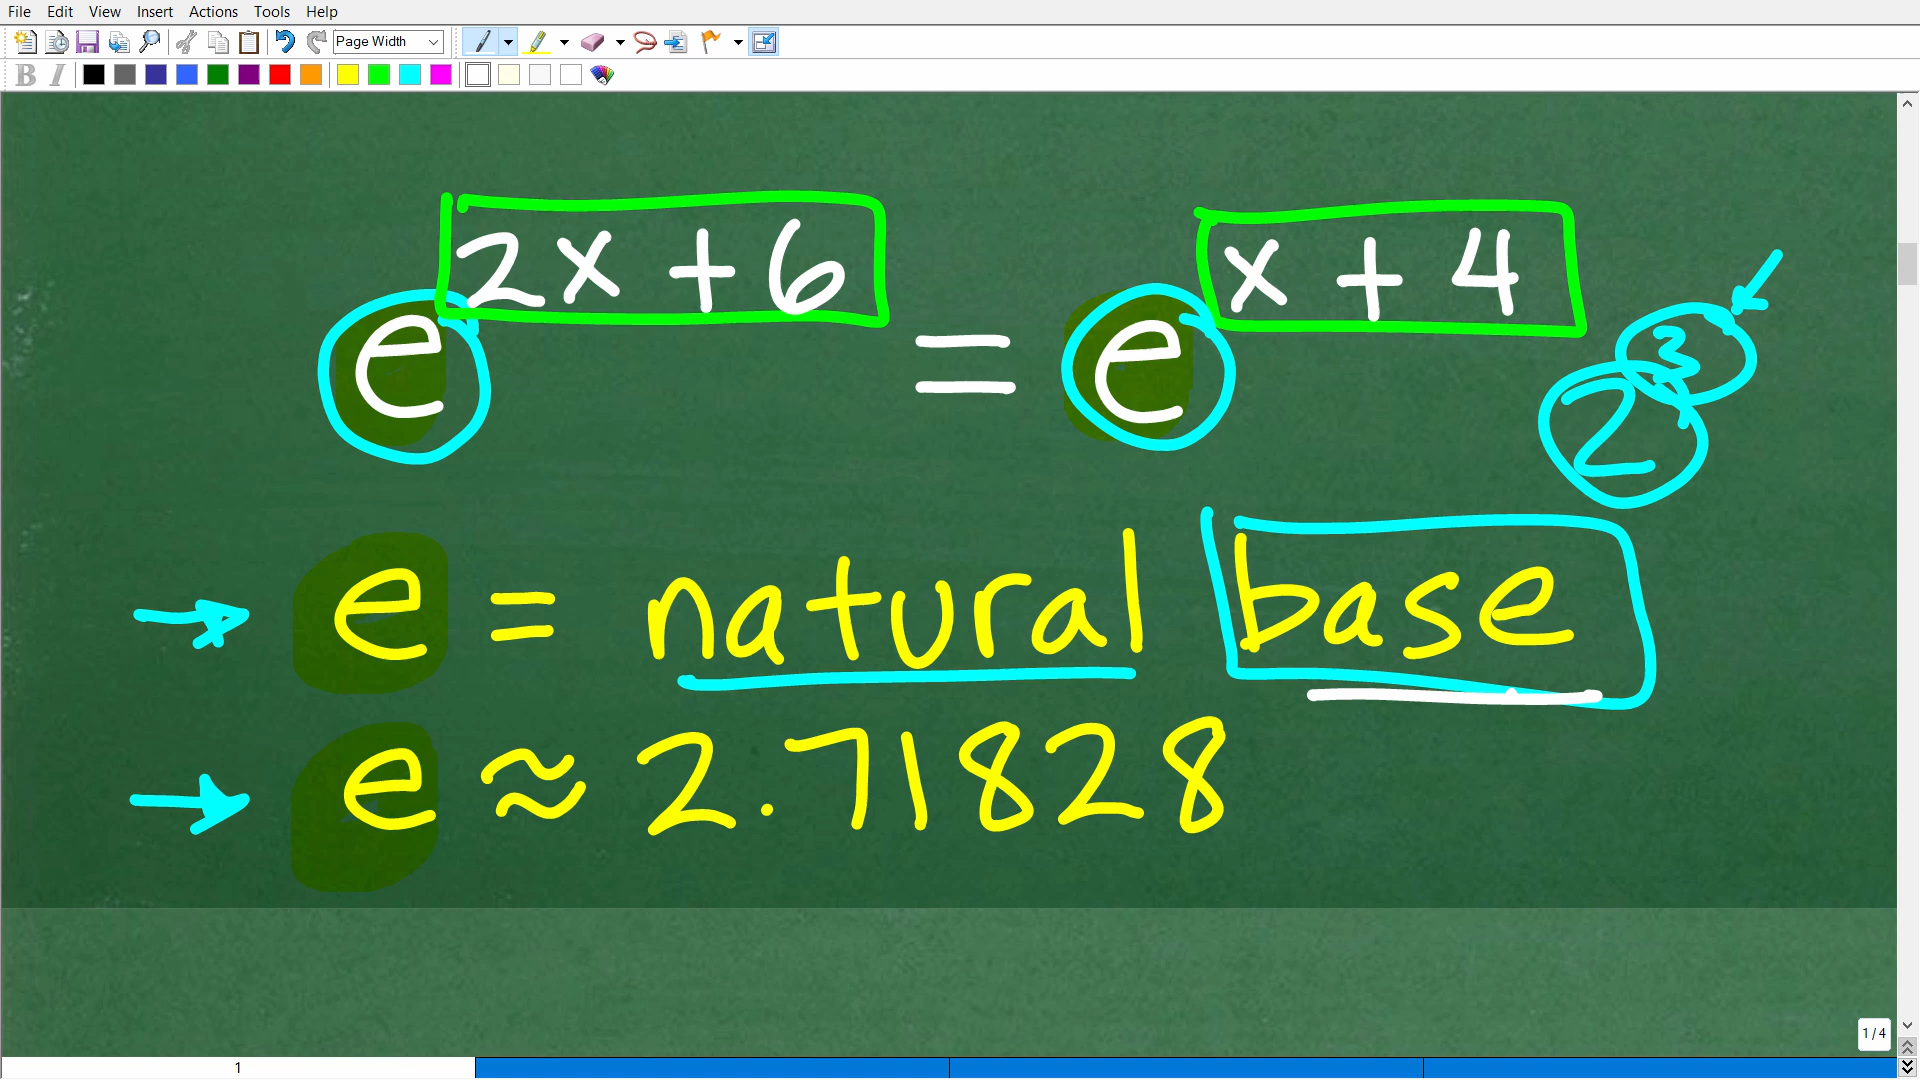 File Edit View Insert Actions Tools Help
Page Width
B I
e^(2x + 6) = e^(x + 4)
2^3
e = natural base
e ≈ 2.71828
1 / 4
1